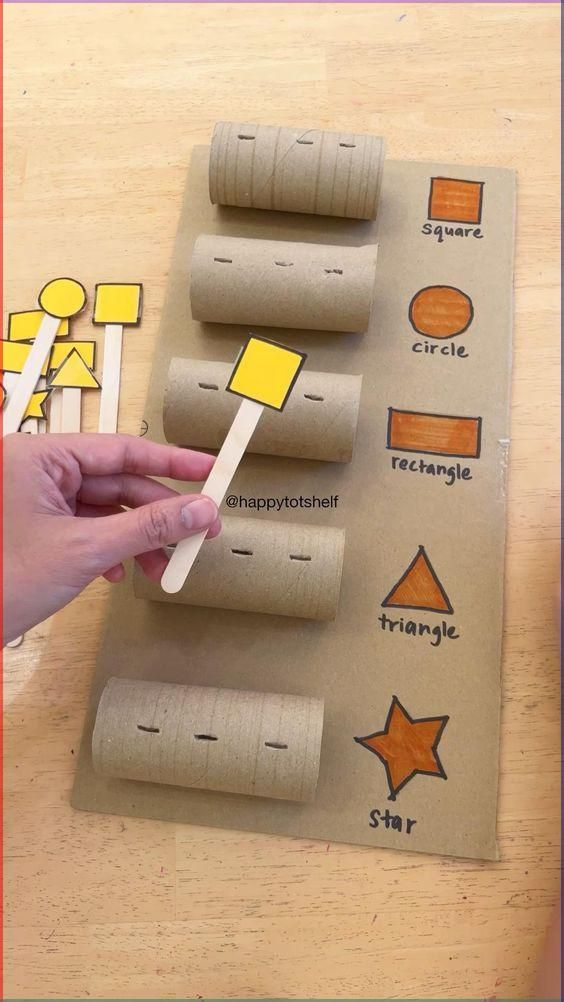 square
circle
rectangle
@happytotshelf
triangle
star